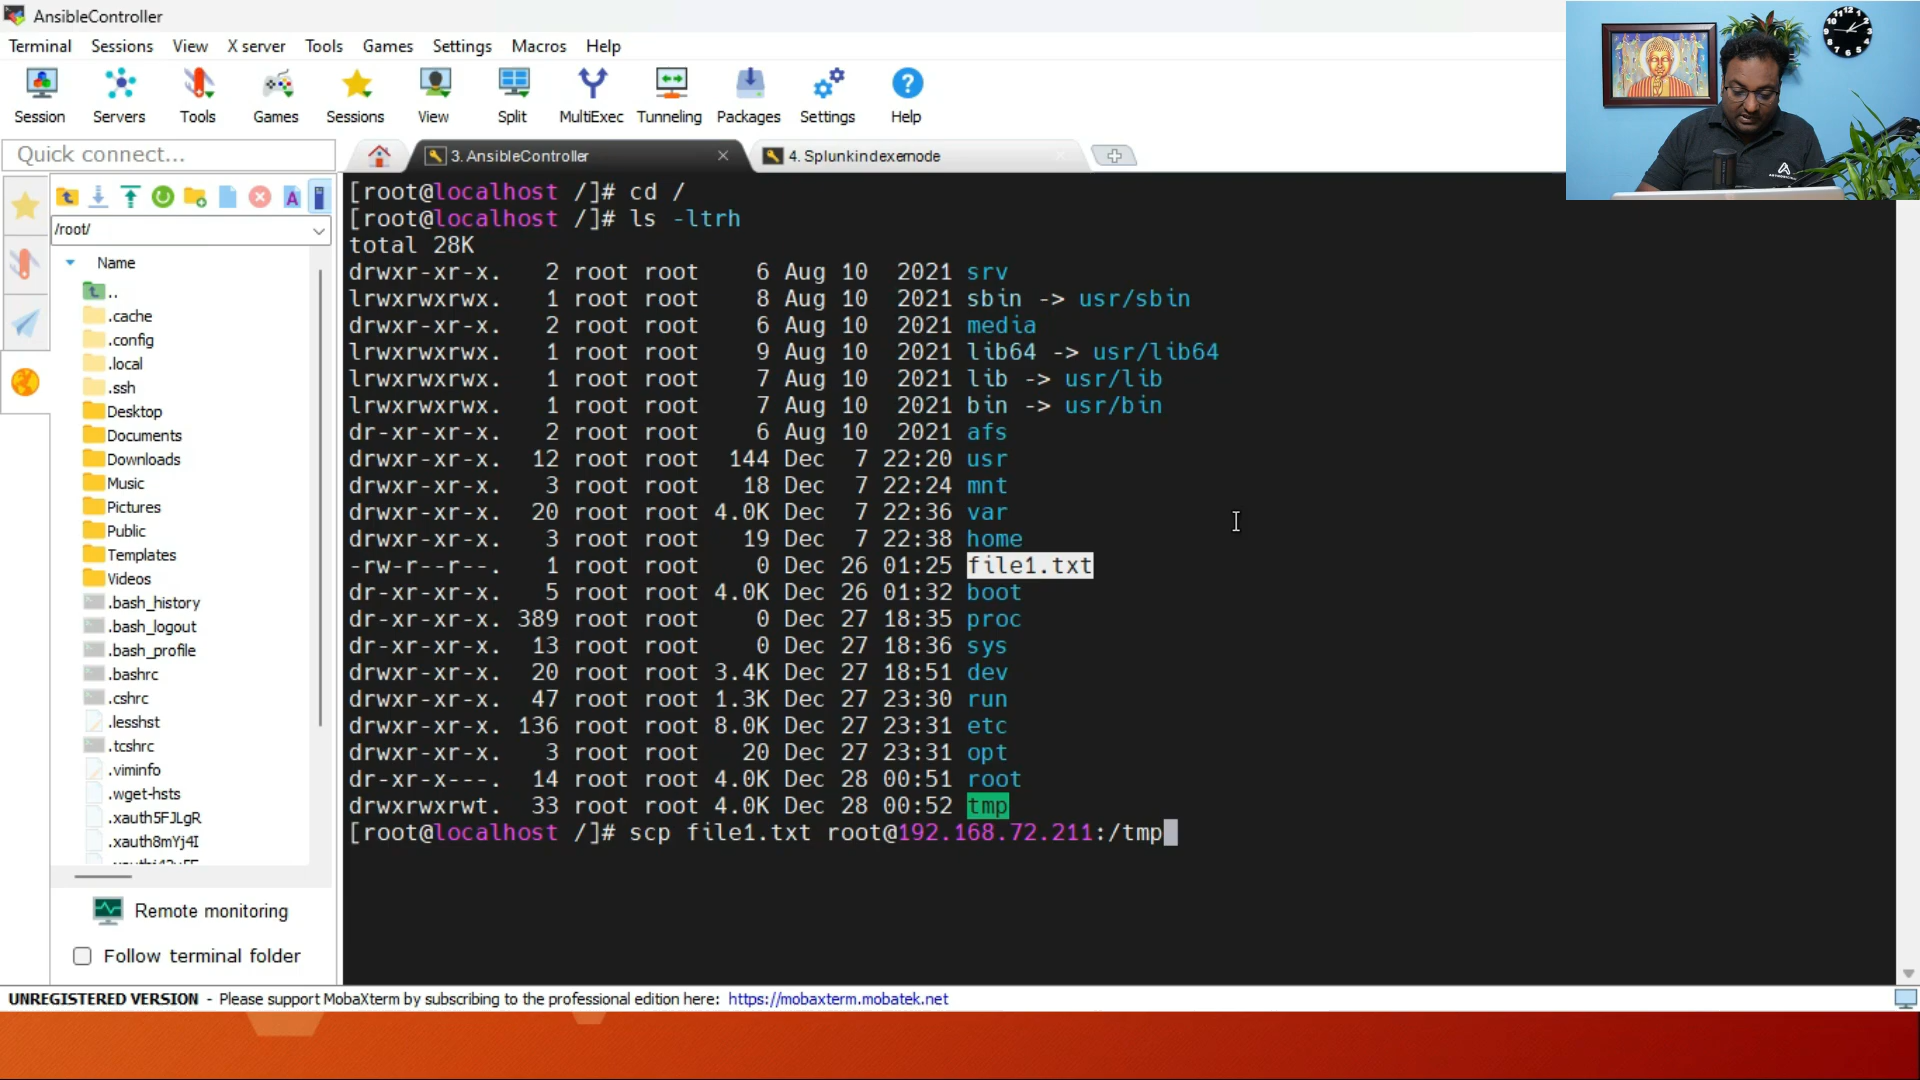 AnsibleController
Terminal Sessions View X server Tools Games Settings Macros Help
Session Servers Tools Games Sessions View Split MultiExec Tunneling Packages Settings Help
Quick connect...
3. AnsibleController
4. Splunkindexemode
/root/
Name
..
.cache
.config
.local
.ssh
Desktop
Documents
Downloads
Music
Pictures
Public
Templates
Videos
.bash_history
.bash_logout
.bash_profile
.bashrc
.cshrc
.lesshst
.tcshrc
.viminfo
.wget-hsts
.xauth5FJLgR
.xauth8mYj4I
Remote monitoring
Follow terminal folder
[root@localhost /]# cd /
[root@localhost /]# ls -ltrh
total 28K
drwxr-xr-x. 2 root root 6 Aug 10 2021 srv
lrwxrwxrwx. 1 root root 8 Aug 10 2021 sbin -> usr/sbin
drwxr-xr-x. 2 root root 6 Aug 10 2021 media
lrwxrwxrwx. 1 root root 9 Aug 10 2021 lib64 -> usr/lib64
lrwxrwxrwx. 1 root root 7 Aug 10 2021 lib -> usr/lib
lrwxrwxrwx. 1 root root 7 Aug 10 2021 bin -> usr/bin
dr-xr-xr-x. 2 root root 6 Aug 10 2021 afs
drwxr-xr-x. 12 root root 144 Dec 7 22:20 usr
drwxr-xr-x. 3 root root 18 Dec 7 22:24 mnt
drwxr-xr-x. 20 root root 4.0K Dec 7 22:36 var
drwxr-xr-x. 3 root root 19 Dec 7 22:38 home
-rw-r--r--. 1 root root 0 Dec 26 01:25 file1.txt
dr-xr-xr-x. 5 root root 4.0K Dec 26 01:32 boot
dr-xr-xr-x. 389 root root 0 Dec 27 18:35 proc
dr-xr-xr-x. 13 root root 0 Dec 27 18:36 sys
drwxr-xr-x. 20 root root 3.4K Dec 27 18:51 dev
drwxr-xr-x. 47 root root 1.3K Dec 27 23:30 run
drwxr-xr-x. 136 root root 8.0K Dec 27 23:31 etc
drwxr-xr-x. 3 root root 20 Dec 27 23:31 opt
dr-xr-x---. 14 root root 4.0K Dec 28 00:51 root
drwxrwxrwt. 33 root root 4.0K Dec 28 00:52 tmp
[root@localhost /]# scp file1.txt root@192.168.72.211:/tmp
UNREGISTERED VERSION - Please support MobaXterm by subscribing to the professional edition here: https://mobaxterm.mobatek.net